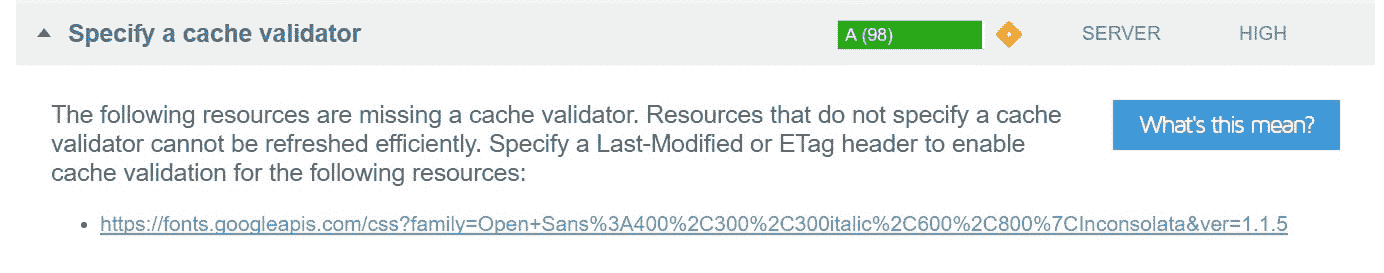 Specify a cache validator A (98) SERVER HIGH
The following resources are missing a cache validator. Resources that do not specify a cache
validator cannot be refreshed efficiently. Specify a Last-Modified or ETag header to enable
cache validation for the following resources:
What's this mean?
https://fonts.googleapis.com/css?family=Open+Sans%3A400%2C300%2C300italic%2C600%2C800%7CInconsolata&ver=1.1.5